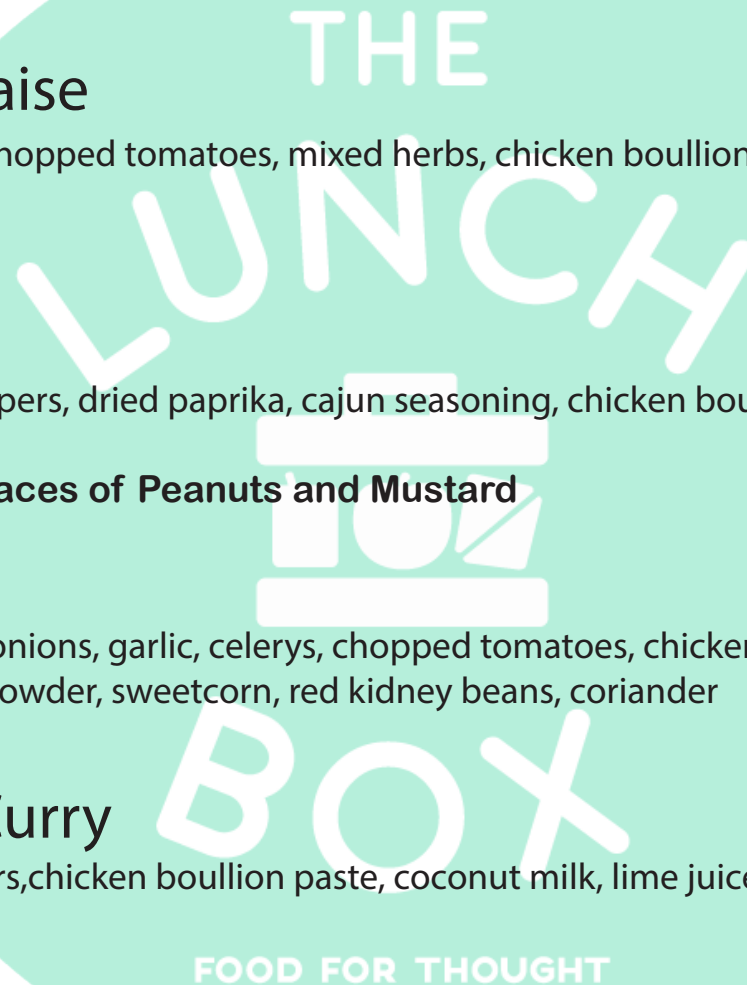 THE
aise
hopped tomatoes, mixed herbs, chicken boullion
LUNCH
pers, dried paprika, cajun seasoning, chicken bou
aces of Peanuts and Mustard
onions, garlic, celerys, chopped tomatoes, chicken
owder, sweetcorn, red kidney beans, coriander
BOX
Curry
rs,chicken boullion paste, coconut milk, lime juice
FOOD FOR THOUGHT